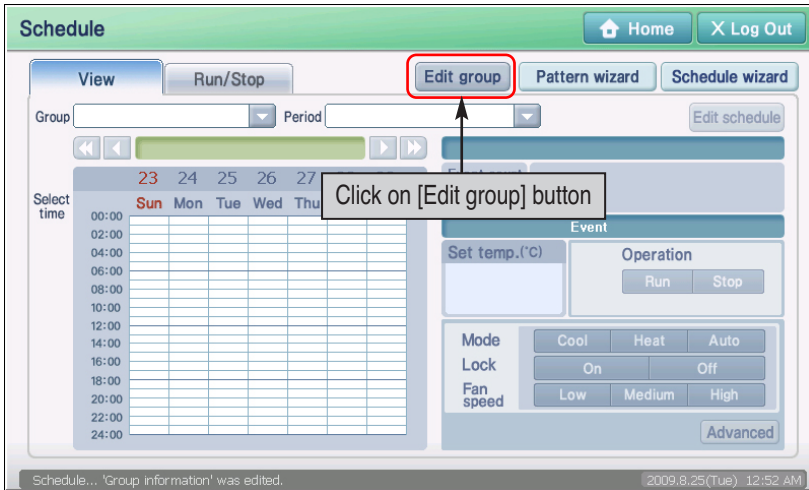 Schedule
Home
X Log Out
View
Run/Stop
Edit group
Pattern wizard
Schedule wizard
Group
Period
Edit schedule
23 24 25 26 27
Select time
Sun Mon Tue Wed Thu
Click on [Edit group] button
00:00
02:00
04:00
06:00
08:00
10:00
12:00
14:00
16:00
18:00
20:00
22:00
24:00
Event
Set temp.(°C)
Operation
Run Stop
Mode Cool Heat Auto
Lock On Off
Fan speed Low Medium High
Advanced
Schedule... 'Group information' was edited.
2009.8.25(Tue) 12:52 AM